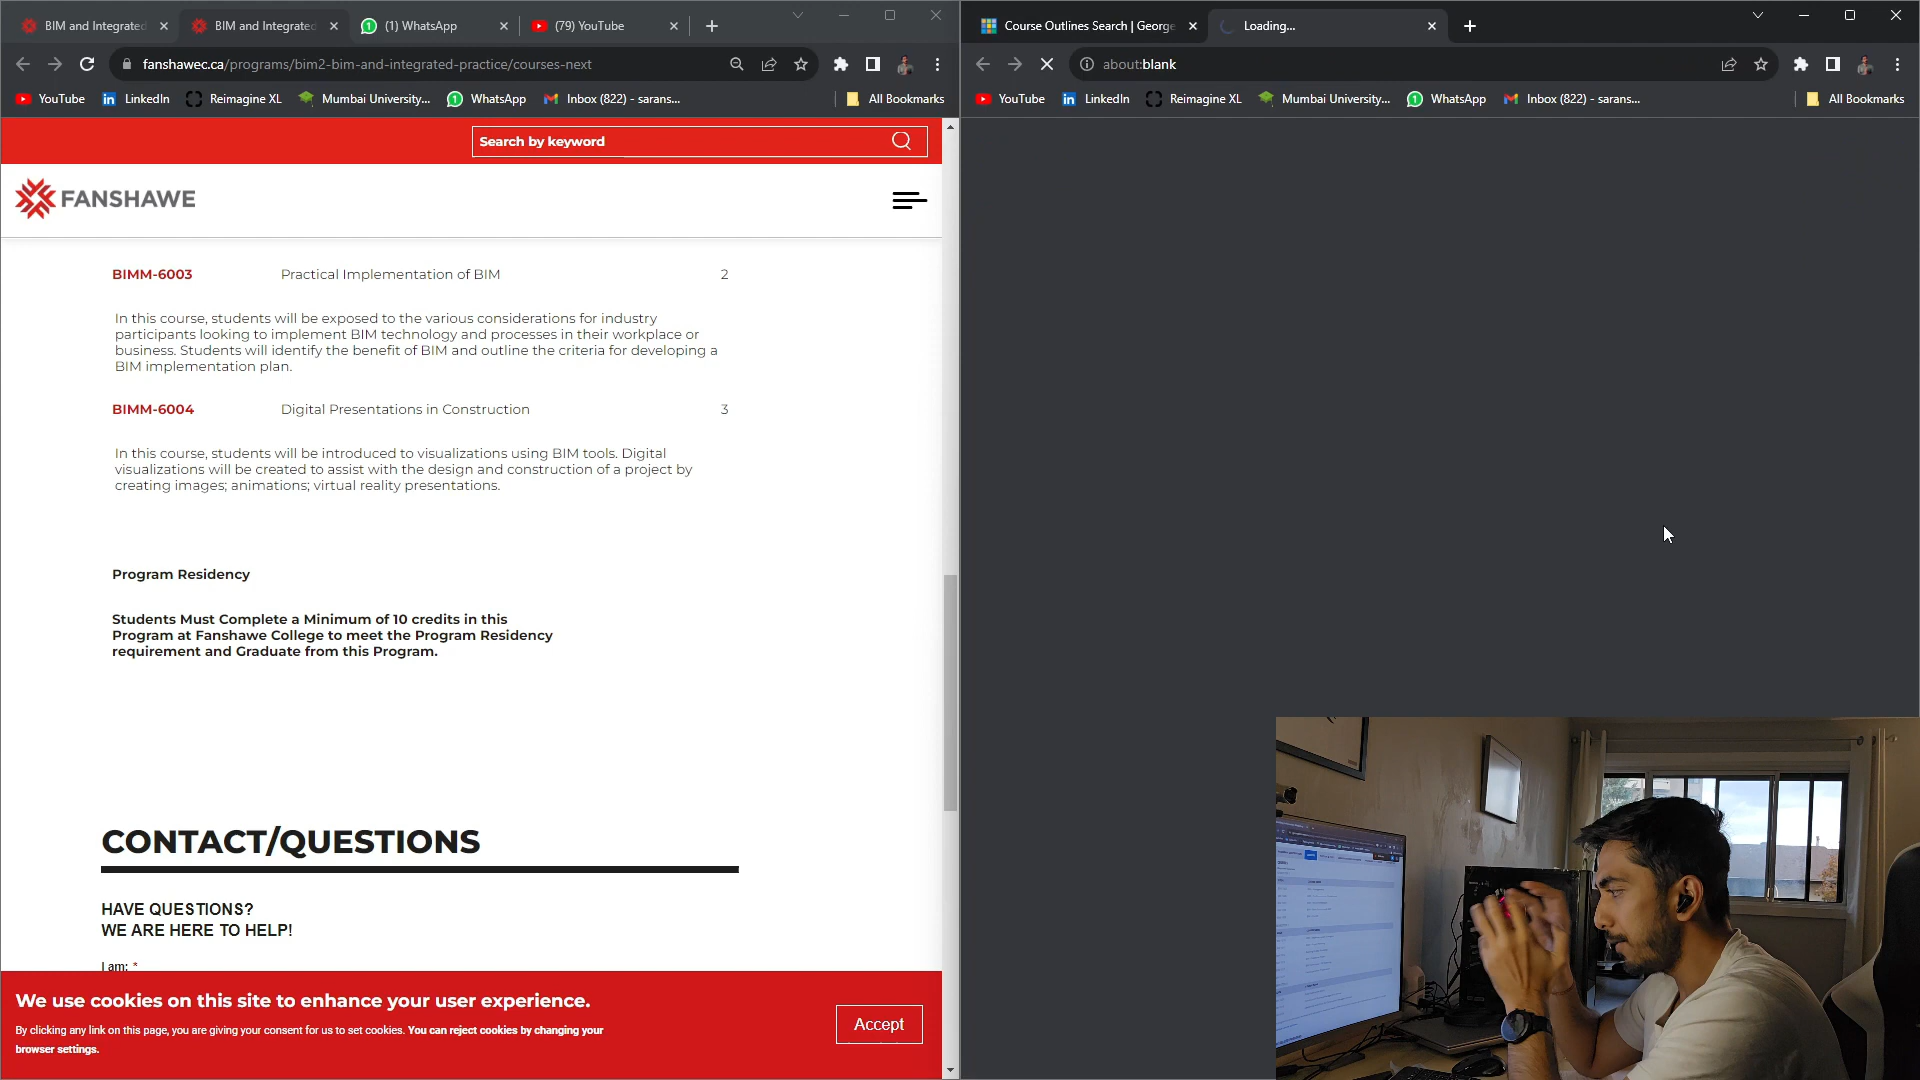 BIM and Integrated
BIM and Integrated
(1) WhatsApp
(79) YouTube
fanshawec.ca/programs/bim2-bim-and-integrated-practice/courses-next
YouTube
LinkedIn
Reimagine XL
Mumbai University...
WhatsApp
Inbox (822) - sarans...
All Bookmarks
Search by keyword
FANSHAWE
BIMM-6003 Practical Implementation of BIM 2
In this course, students will be exposed to the various considerations for industry
participants looking to implement BIM technology and processes in their workplace or
business. Students will identify the benefit of BIM and outline the criteria for developing a
BIM implementation plan.
BIMM-6004 Digital Presentations in Construction 3
In this course, students will be introduced to visualizations using BIM tools. Digital
visualizations will be created to assist with the design and construction of a project by
creating images; animations; virtual reality presentations.
Program Residency
Students Must Complete a Minimum of 10 credits in this
Program at Fanshawe College to meet the Program Residency
requirement and Graduate from this Program.
CONTACT/QUESTIONS
HAVE QUESTIONS?
WE ARE HERE TO HELP!
I am: *
We use cookies on this site to enhance your user experience.
By clicking any link on this page, you are giving your consent for us to set cookies. You can reject cookies by changing your
browser settings.
Accept
Course Outlines Search | George
Loading...
about:blank
YouTube
LinkedIn
Reimagine XL
Mumbai University...
WhatsApp
Inbox (822) - sarans...
All Bookmarks